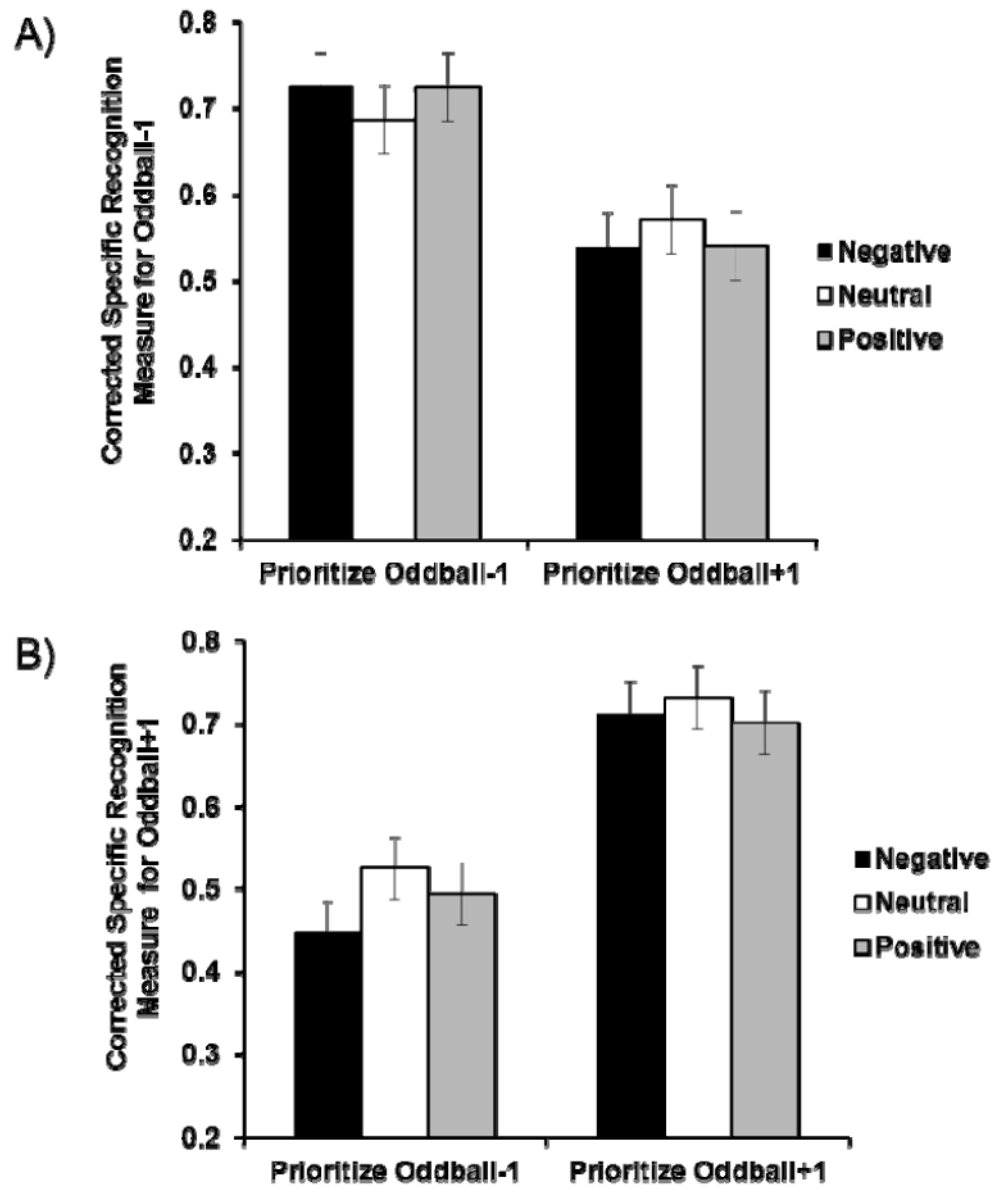 A)
Corrected Specific Recognition
Measure for Oddball-1
0.8
0.7
0.6
0.5
0.4
0.3
0.2
Prioritize Oddball-1
Prioritize Oddball+1
Negative
Neutral
Positive
B)
Corrected Specific Recognition
Measure for Oddball+1
0.8
0.7
0.6
0.5
0.4
0.3
0.2
Prioritize Oddball-1
Prioritize Oddball+1
Negative
Neutral
Positive